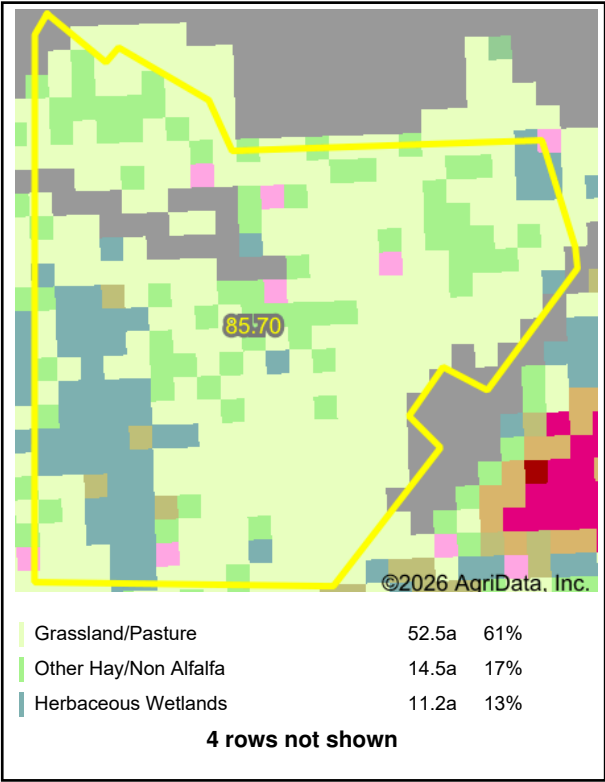 85.70
©2026 AgriData, Inc.
Grassland/Pasture 52.5a 61%
Other Hay/Non Alfalfa 14.5a 17%
Herbaceous Wetlands 11.2a 13%
4 rows not shown